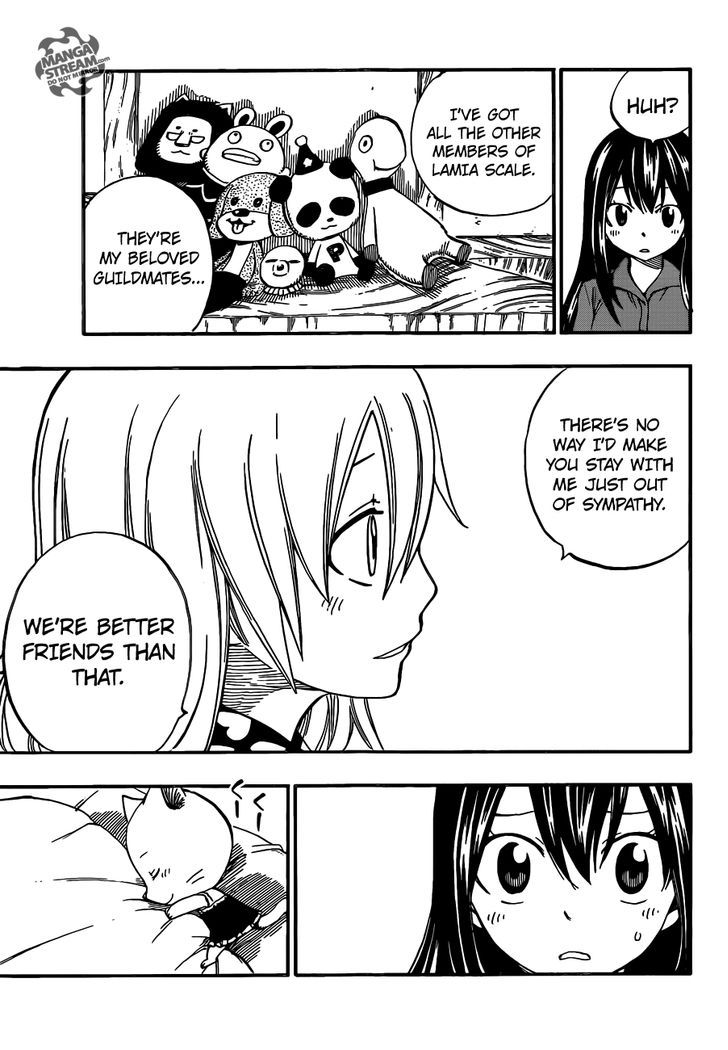 MANGA
STREAM.com
DO NOT MIRROR
HUH?
I'VE GOT
ALL THE OTHER
MEMBERS OF
LAMIA SCALE.
THEY'RE
MY BELOVED
GUILDMATES...
P
THERE'S NO
WAY I'D MAKE
YOU STAY WITH
ME JUST OUT
OF SYMPATHY.
WE'RE BETTER
FRIENDS THAN
THAT.